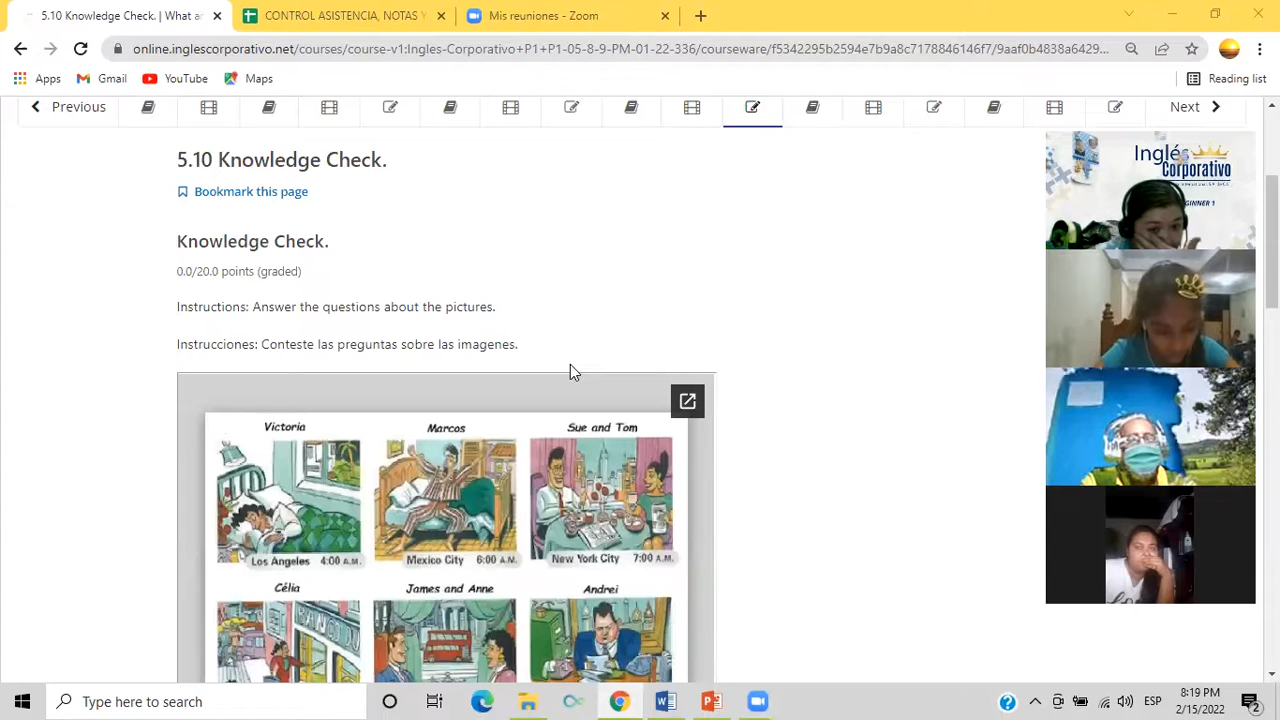 5.10 Knowledge Check. | What a
CONTROL ASISTENCIA, NOTAS Y
Mis reuniones - Zoom
online.inglescorporativo.net/courses/course-v1:Ingles-Corporativo+P1+P1-05-8-9-PM-01-22-336/courseware/f5342295b2594e7b9a8c7178846146f7/9aaf0b4838a6429...
Apps
Gmail
YouTube
Maps
Reading list
Previous
Next
5.10 Knowledge Check.
Bookmark this page
Knowledge Check.
0.0/20.0 points (graded)
Instructions: Answer the questions about the pictures.
Instrucciones: Conteste las preguntas sobre las imagenes.
Victoria
Marcos
Sue and Tom
Los Angeles 4:00 A.M.
Mexico City 6:00 A.M.
New York City 7:00 A.M.
Célia
James and Anne
Andrei
Inglés
Corporativo
Type here to search
ESP
8:19 PM
2/15/2022
2